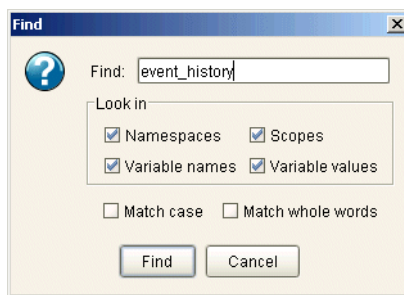 Find
Find: event_history
Look in
Namespaces Scopes
Variable names Variable values
Match case Match whole words
Find Cancel